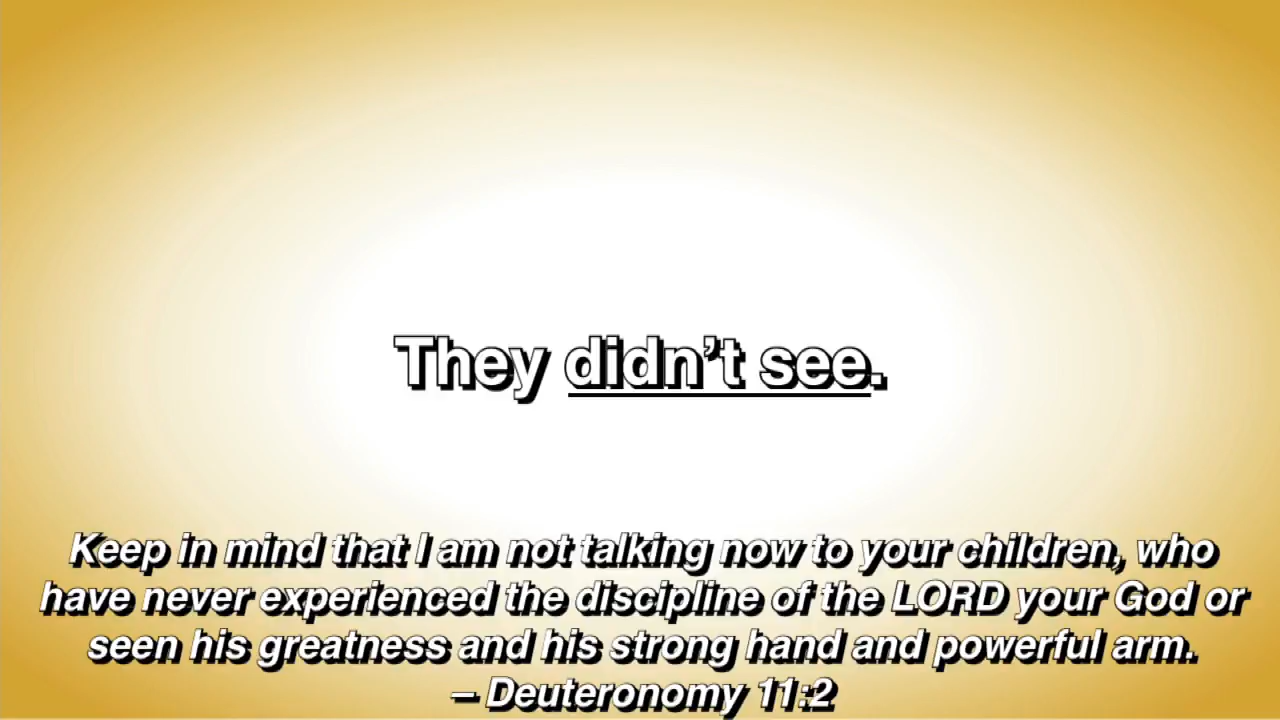 They didn’t see.
Keep in mind that I am not talking now to your children, who
have never experienced the discipline of the LORD your God or
seen his greatness and his strong hand and powerful arm.
– Deuteronomy 11:2